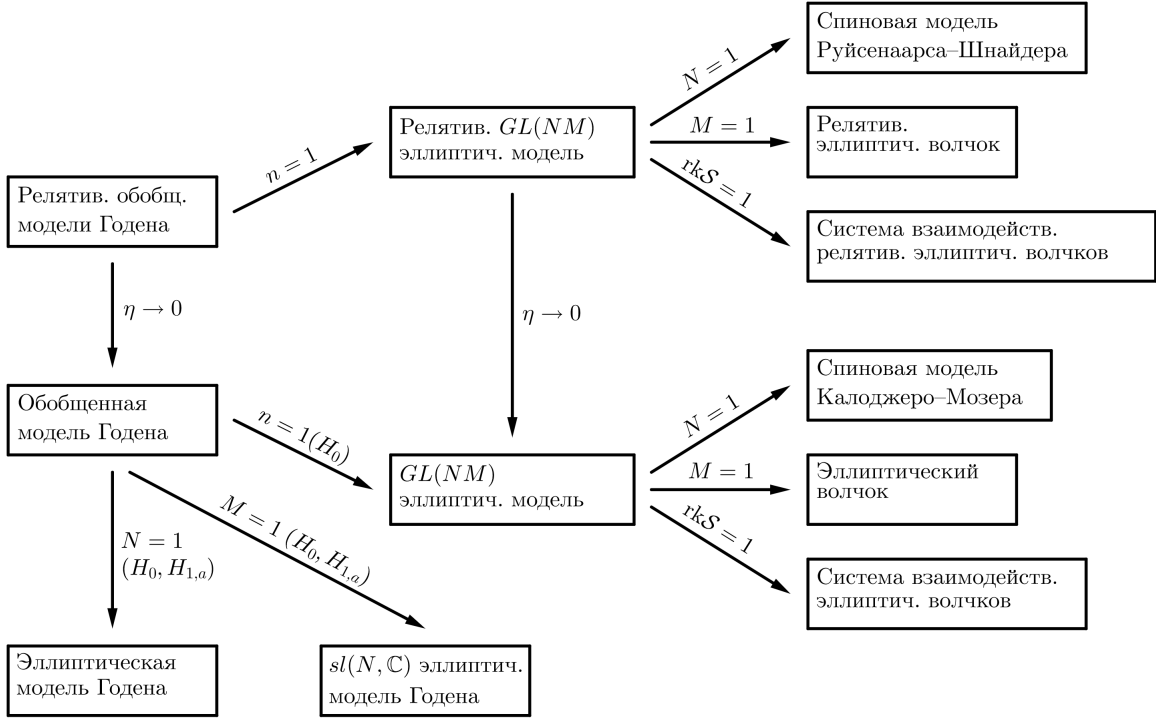 Спиновая модель
Руйсенаарса–Шнайдера
N = 1
Релятив. GL(NM)
эллиптич. модель
M = 1
Релятив.
эллиптич. волчок
n = 1
rkS = 1
Релятив. обобщ.
модели Годена
Система взаимодейств.
релятив. эллиптич. волчков
η → 0
η → 0
Спиновая модель
Калоджеро–Мозера
Обобщенная
модель Годена
n = 1(H₀)
N = 1
GL(NM)
эллиптич. модель
M = 1
Эллиптический
волчок
rkS = 1
N = 1
(H₀, H₁,ₐ)
M = 1 (H₀, H₁,ₐ)
Система взаимодейств.
эллиптич. волчков
Эллиптическая
модель Годена
sl(N, ℂ) эллиптич.
модель Годена